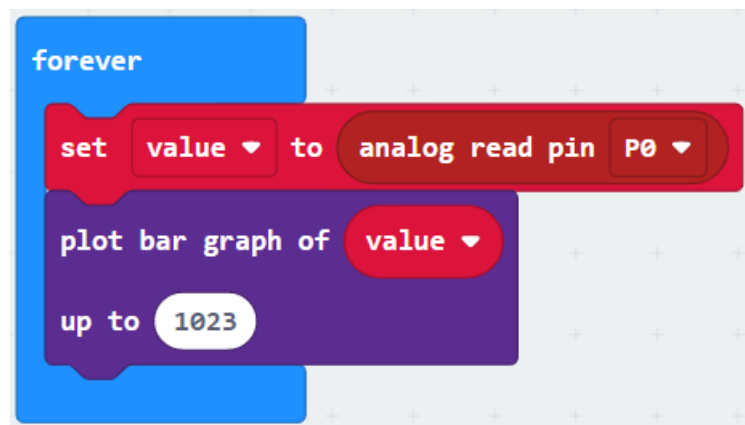 forever
set value to analog read pin P0
plot bar graph of value
up to 1023